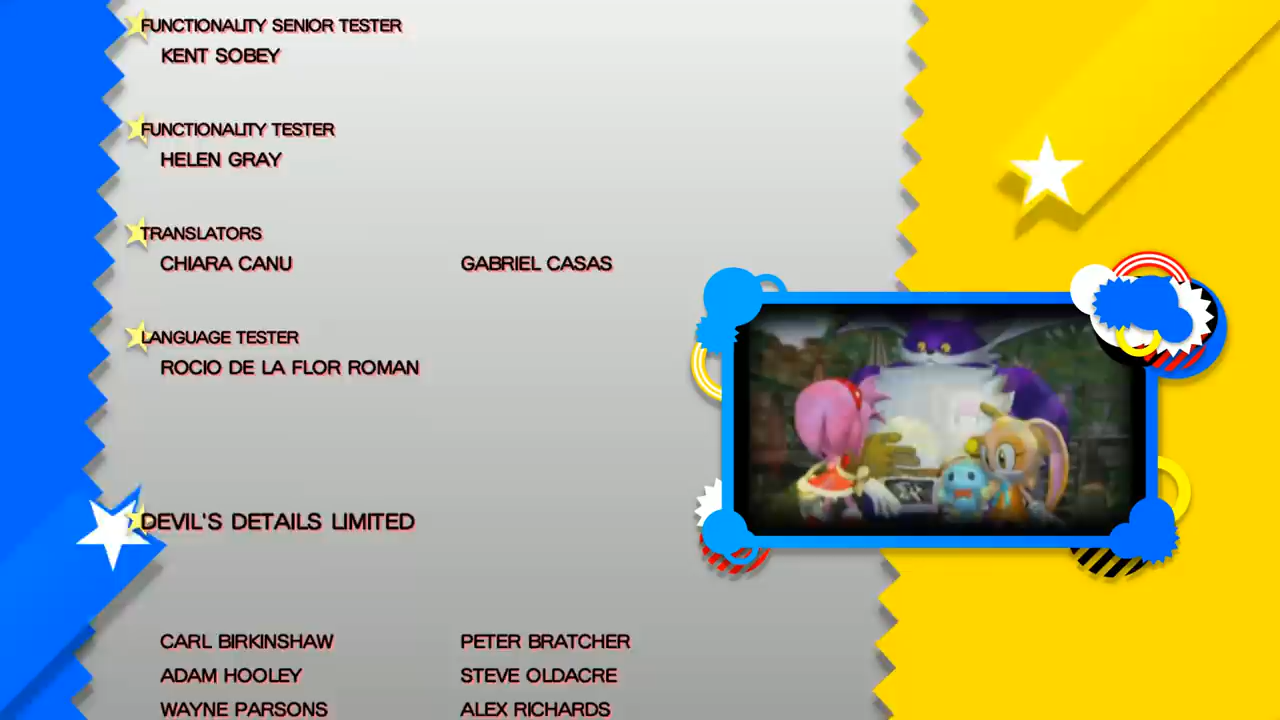 FUNCTIONALITY SENIOR TESTER
KENT SOBEY
FUNCTIONALITY TESTER
HELEN GRAY
TRANSLATORS
CHIARA CANU GABRIEL CASAS
LANGUAGE TESTER
ROCIO DE LA FLOR ROMAN
DEVIL'S DETAILS LIMITED
CARL BIRKINSHAW PETER BRATCHER
ADAM HOOLEY STEVE OLDACRE
WAYNE PARSONS ALEX RICHARDS